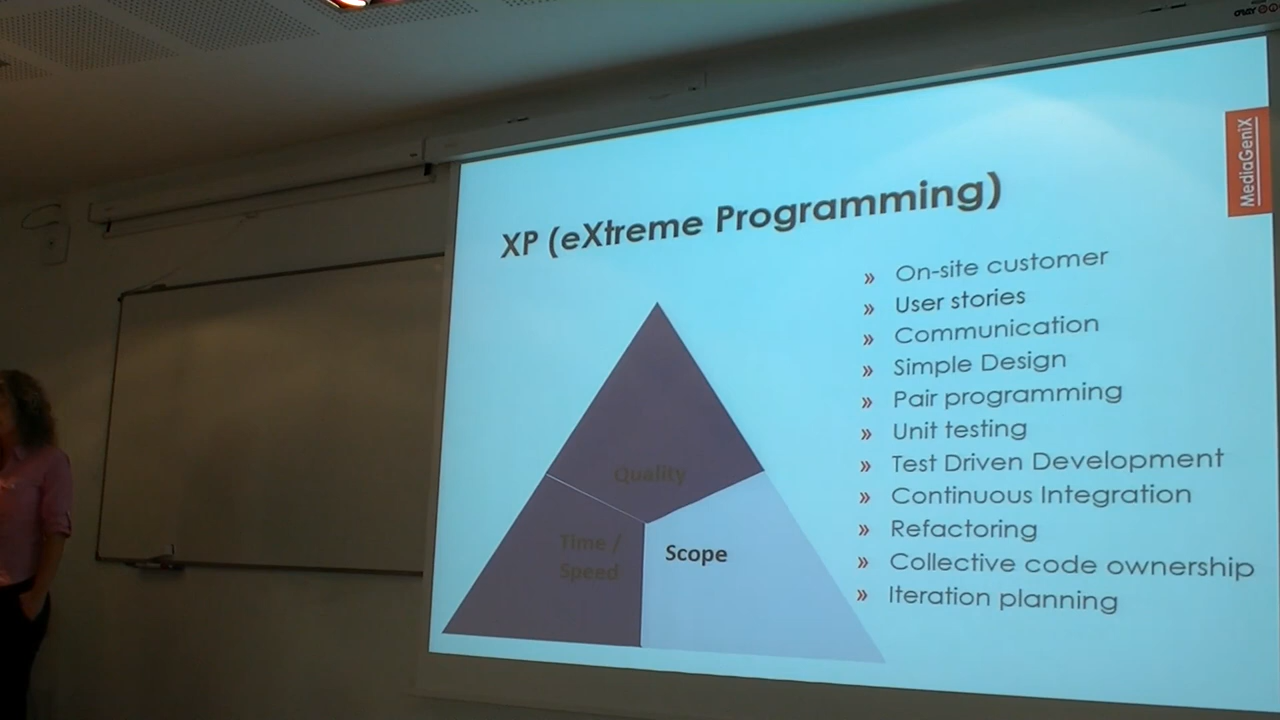 MediaGeniX
XP (eXtreme Programming)
» On-site customer
» User stories
» Communication
» Simple Design
» Pair programming
» Unit testing
» Test Driven Development
» Continuous Integration
» Refactoring
» Collective code ownership
» Iteration planning
Quality
Time /
Speed
Scope